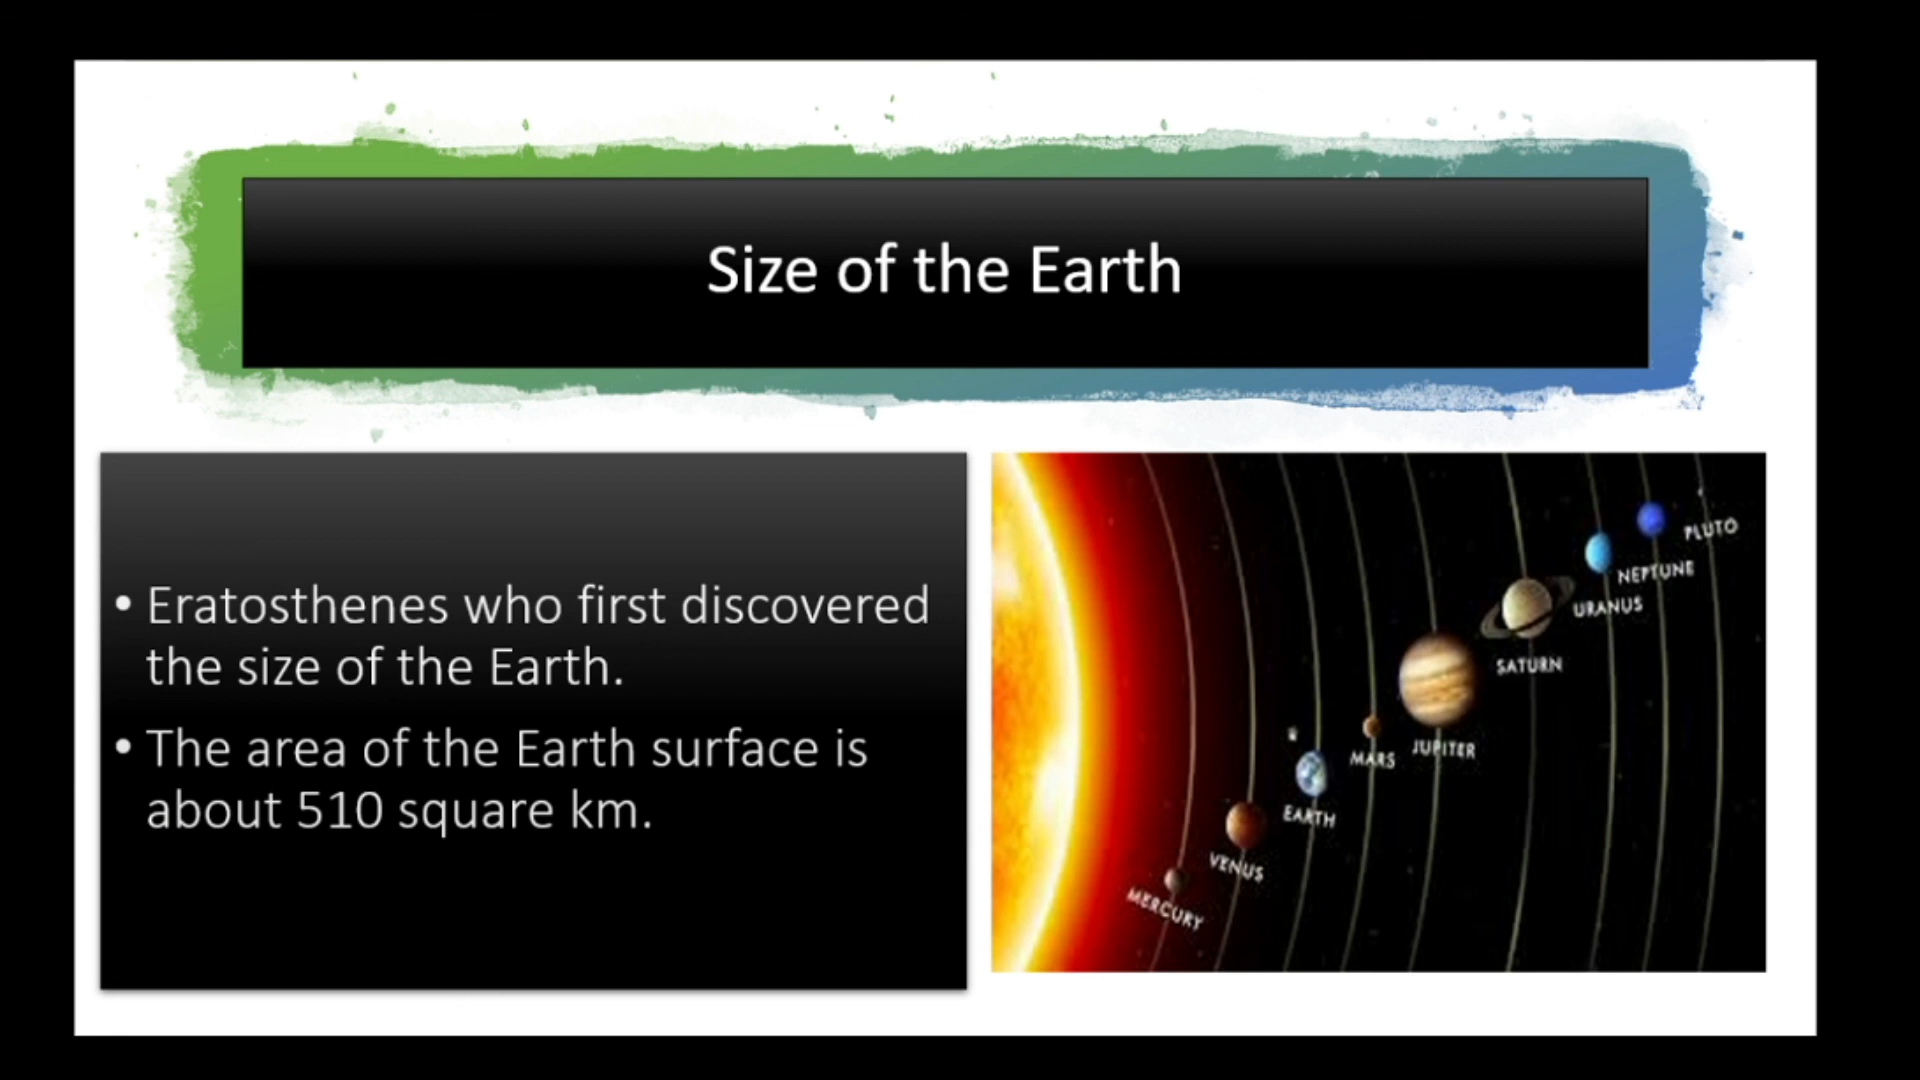 Size of the Earth
• Eratosthenes who first discovered
the size of the Earth.
• The area of the Earth surface is
about 510 square km.
PLUTO
NEPTUNE
URANUS
SATURN
JUPITER
MARS
EARTH
VENUS
MERCURY